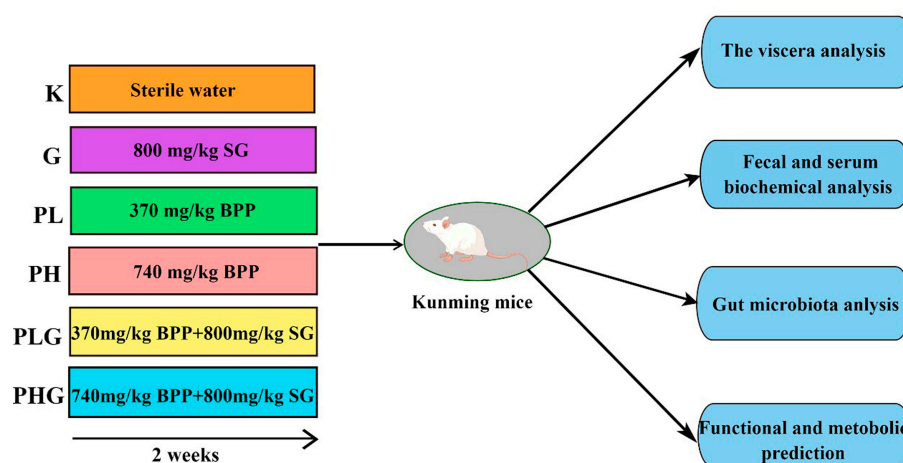 K
Sterile water
G
800 mg/kg SG
PL
370 mg/kg BPP
PH
740 mg/kg BPP
PLG
370mg/kg BPP+800mg/kg SG
PHG
740mg/kg BPP+800mg/kg SG
2 weeks
Kunming mice
The viscera analysis
Fecal and serum
biochemical analysis
Gut microbiota anlysis
Functional and metobolic
prediction